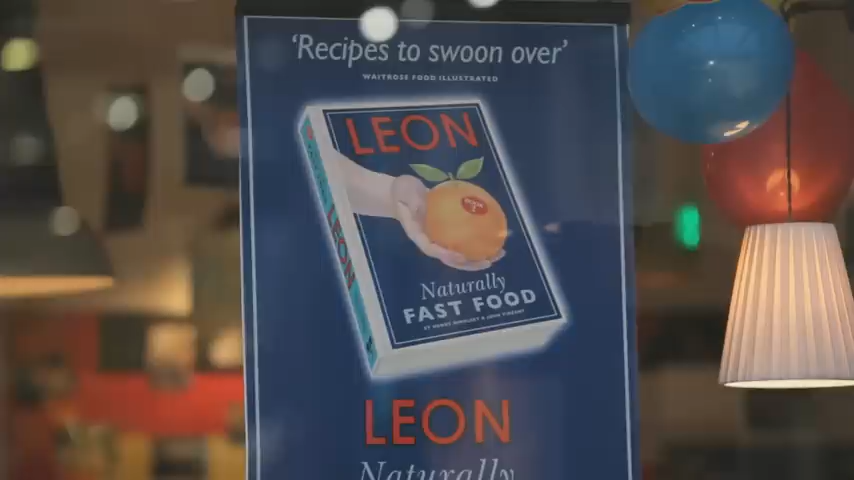 'Recipes to swoon over'
WAITROSE FOOD ILLUSTRATED
LEON
LEON
Naturally
FAST FOOD
LEON
Naturally